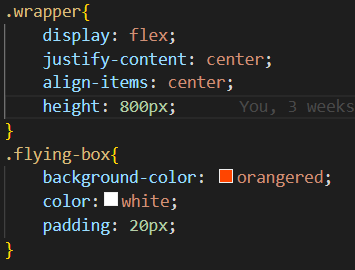 .wrapper{
display: flex;
justify-content: center;
align-items: center;
height: 800px; You, 3 weeks
}
.flying-box{
background-color: orangered;
color: white;
padding: 20px;
}